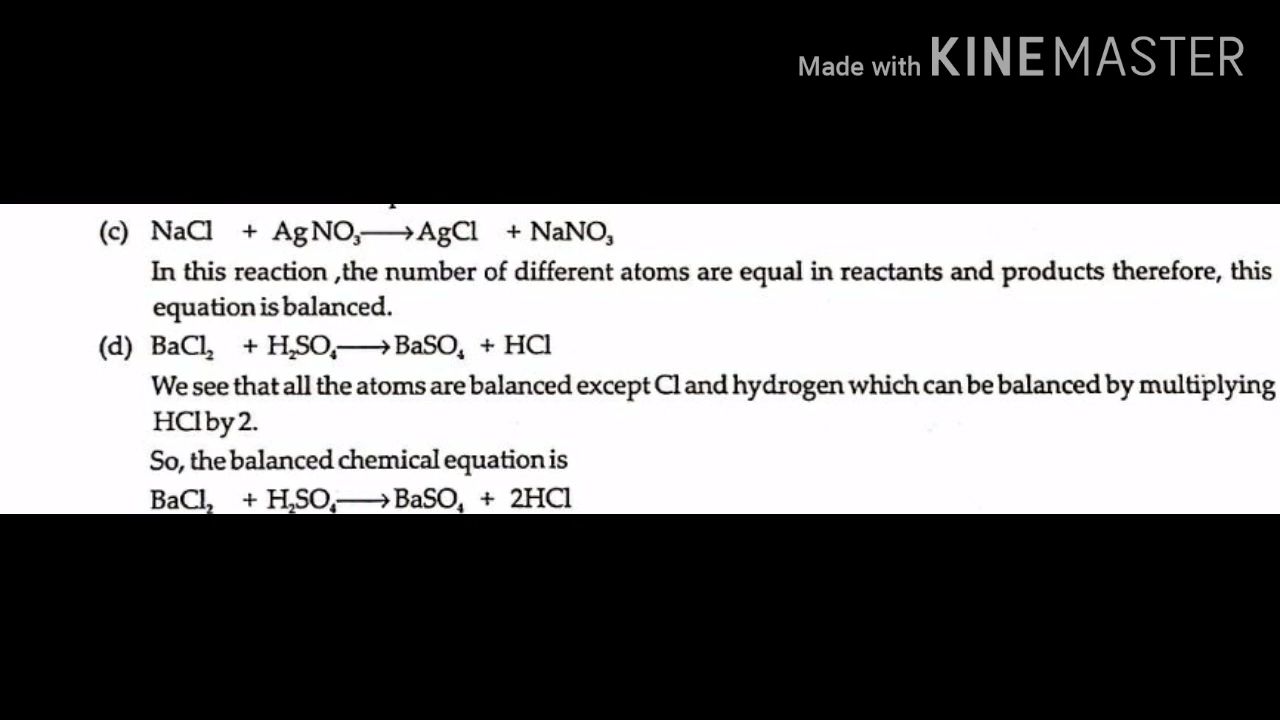 Made with KINEMASTER
(c) NaCl + AgNO₃⟶AgCl + NaNO₃
In this reaction ,the number of different atoms are equal in reactants and products therefore, this
equation is balanced.
(d) BaCl₂ + H₂SO₄⟶BaSO₄ + HCl
We see that all the atoms are balanced except Cl and hydrogen which can be balanced by multiplying
HCl by 2.
So, the balanced chemical equation is
BaCl₂ + H₂SO₄⟶BaSO₄ + 2HCl